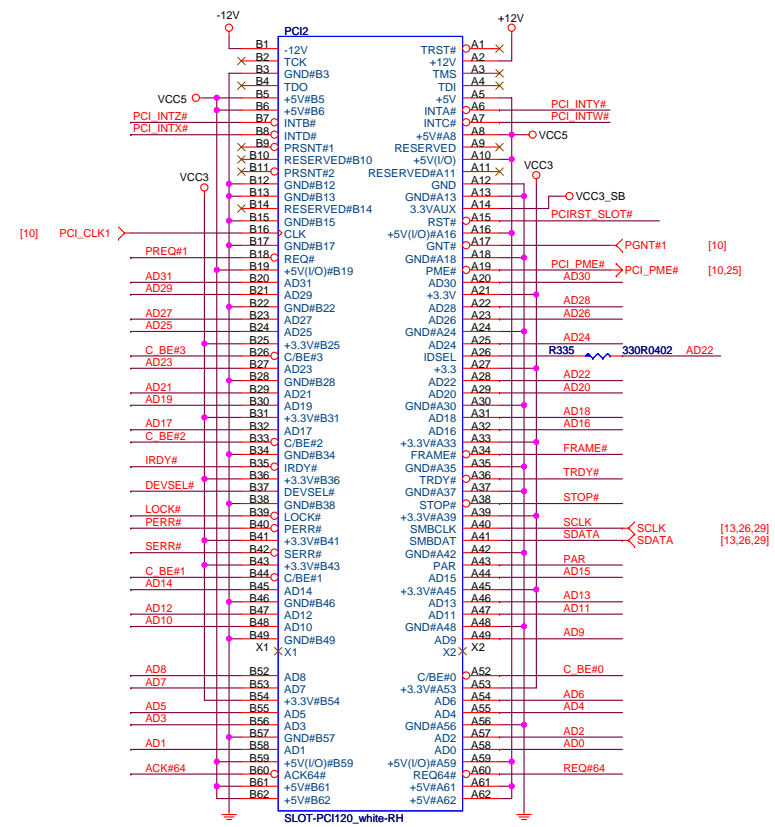 -12V +12V
PCI2
B1 -12V TRST# A1
B2 TCK +12V A2
B3 GND#B3 TMS A3
B4 TDO TDI A4
VCC5 B5 +5V#B5 +5V A5
B6 +5V#B6 INTA# A6 PCI_INTY#
PCI_INTZ# B7 INTB# INTC# A7 PCI_INTW#
PCI_INTX# B8 INTD# +5V#A8 A8 VCC5
B9 PRSNT#1 RESERVED A9
B10 RESERVED#B10 +5V(I/O) A10
B11 PRSNT#2 RESERVED#A11 A11
VCC3 B12 GND#B12 GND A12 VCC3
B13 GND#B13 GND#A13 A13
B14 RESERVED#B14 3.3VAUX A14 VCC3_SB
B15 GND#B15 RST# A15 PCIRST_SLOT#
[10] PCI_CLK1 B16 CLK +5V(I/O)#A16 A16
B17 GND#B17 GNT# A17 PGNT#1 [10]
PREQ#1 B18 REQ# GND#A18 A18
B19 +5V(I/O)#B19 PME# A19 PCI_PME# PCI_PME# [10,25]
AD31 B20 AD31 AD30 A20 AD30
AD29 B21 AD29 +3.3V A21
B22 GND#B22 AD28 A22 AD28
AD27 B23 AD27 AD26 A23 AD26
AD25 B24 AD25 GND#A24 A24
B25 +3.3V#B25 AD24 A25 AD24
C_BE#3 B26 C/BE#3 IDSEL A26 R335 330R0402 AD22
AD23 B27 AD23 +3.3 A27
B28 GND#B28 AD22 A28 AD22
AD21 B29 AD21 AD20 A29 AD20
AD19 B30 AD19 GND#A30 A30
B31 +3.3V#B31 AD18 A31 AD18
AD17 B32 AD17 AD16 A32 AD16
C_BE#2 B33 C/BE#2 +3.3V#A33 A33
B34 GND#B34 FRAME# A34 FRAME#
IRDY# B35 IRDY# GND#A35 A35
B36 +3.3V#B36 TRDY# A36 TRDY#
DEVSEL# B37 DEVSEL# GND#A37 A37
B38 GND#B38 STOP# A38 STOP#
LOCK# B39 LOCK# +3.3V#A39 A39
PERR# B40 PERR# SMBCLK A40 SCLK SCLK [13,26,29]
B41 +3.3V#B41 SMBDAT A41 SDATA SDATA [13,26,29]
SERR# B42 SERR# GND#A42 A42
B43 +3.3V#B43 PAR A43 PAR
C_BE#1 B44 C/BE#1 AD15 A44 AD15
AD14 B45 AD14 +3.3V#A45 A45
B46 GND#B46 AD13 A46 AD13
AD12 B47 AD12 AD11 A47 AD11
AD10 B48 AD10 GND#A48 A48
B49 GND#B49 AD9 A49 AD9
X1 X1 X2 X2
AD8 B52 AD8 C/BE#0 A52 C_BE#0
AD7 B53 AD7 +3.3V#A53 A53
B54 +3.3V#B54 AD6 A54 AD6
AD5 B55 AD5 AD4 A55 AD4
AD3 B56 AD3 GND#A56 A56
B57 GND#B57 AD2 A57 AD2
AD1 B58 AD1 AD0 A58 AD0
B59 +5V(I/O)#B59 +5V(I/O)#A59 A59
ACK#64 B60 ACK64# REQ64# A60 REQ#64
B61 +5V#B61 +5V#A61 A61
B62 +5V#B62 +5V#A62 A62
SLOT-PCI120_white-RH